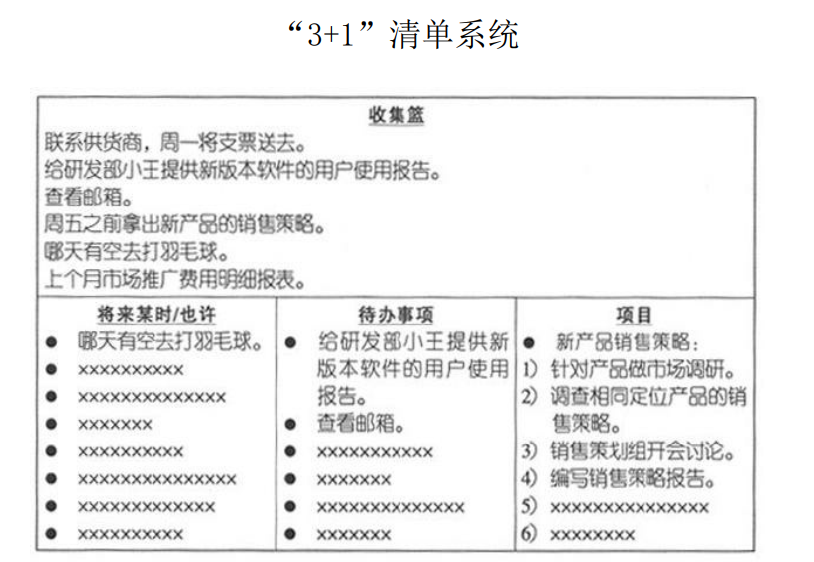 “3+1”清单系统
收集篮
联系供货商，周一将支票送去。
给研发部小王提供新版本软件的用户使用报告。
查看邮箱。
周五之前拿出新产品的销售策略。
哪天有空去打羽毛球。
上个月市场推广费用明细报表。
将来某时/也许
● 哪天有空去打羽毛球。
● xxxxxxxxxx
● xxxxxxxxxxxxxx
● xxxxxxx
● xxxxxxxxxx
● xxxxxxxxxxxxxxx
● xxxxxxxxxxxxx
● xxxxxxxxxx
待办事项
● 给研发部小王提供新
版本软件的用户使用
报告。
● 查看邮箱。
● xxxxxxxxxxx
● xxxxxxx
● xxxxxxxxxxxxxx
● xxxxxxx
项目
● 新产品销售策略：
1）针对产品做市场调研。
2）调查相同定位产品的销
售策略。
3）销售策划组开会讨论。
4）编写销售策略报告。
5）xxxxxxxxxxxxxxx
6）xxxxxxxx